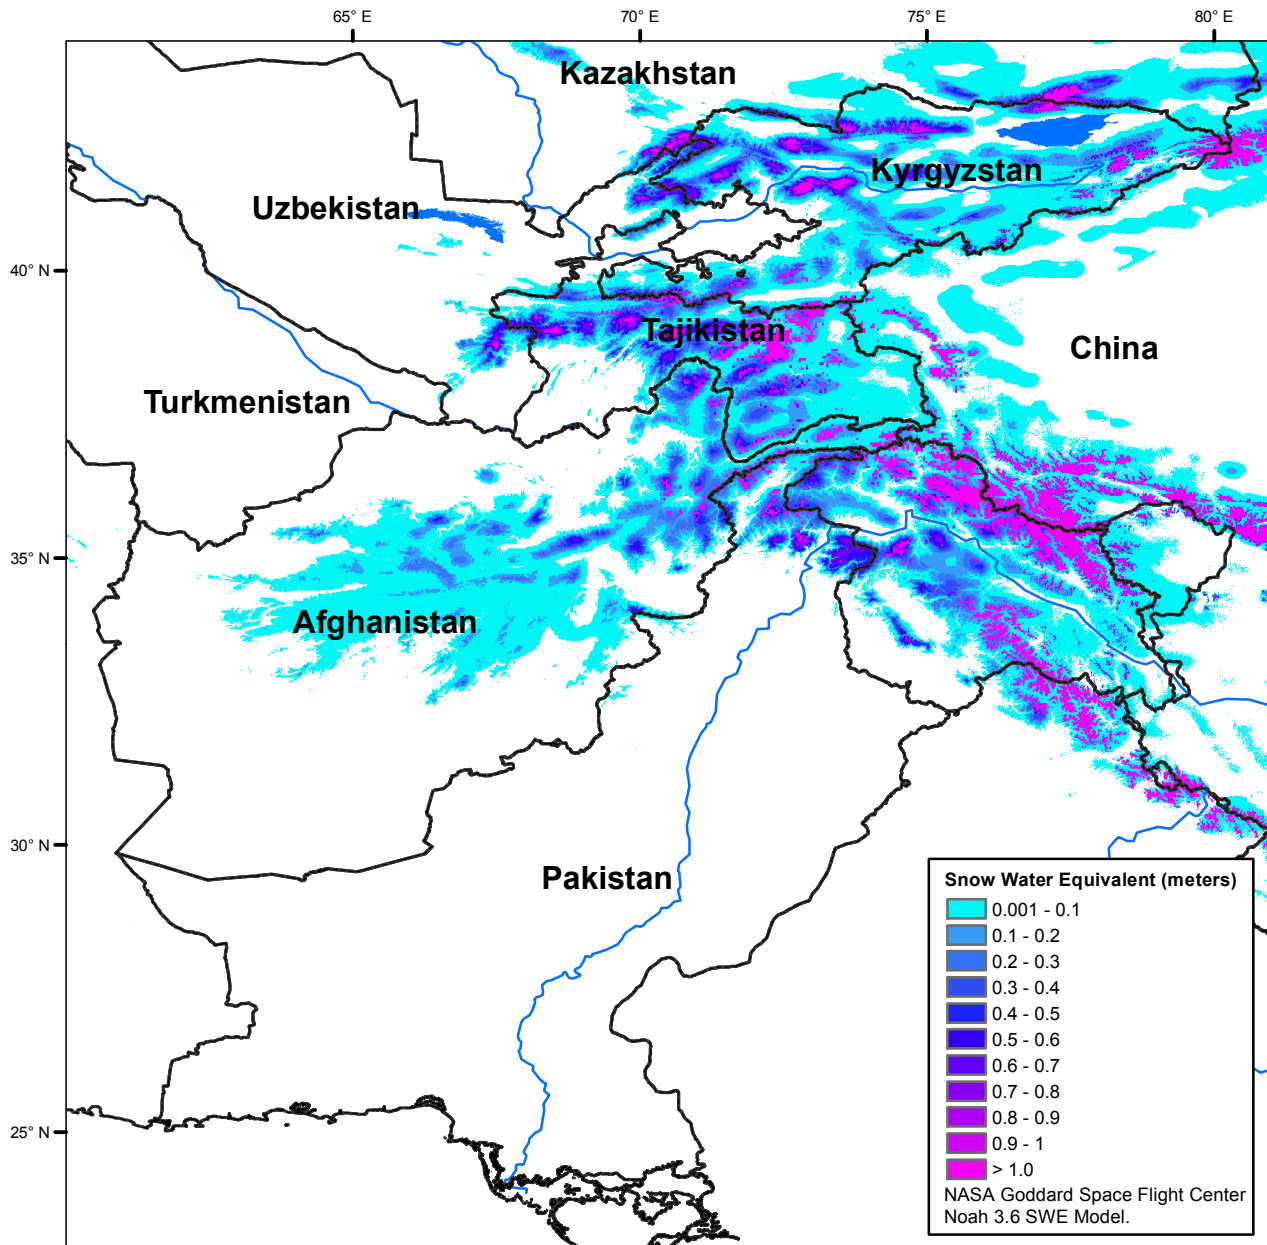 65° E
70° E
75° E
80° E
Kazakhstan
Kyrgyzstan
Uzbekistan
40° N
Tajikistan
China
Turkmenistan
35° N
Afghanistan
30° N
Pakistan
25° N
Snow Water Equivalent (meters)
0.001 - 0.1
0.1 - 0.2
0.2 - 0.3
0.3 - 0.4
0.4 - 0.5
0.5 - 0.6
0.6 - 0.7
0.7 - 0.8
0.8 - 0.9
0.9 - 1
> 1.0
NASA Goddard Space Flight Center
Noah 3.6 SWE Model.